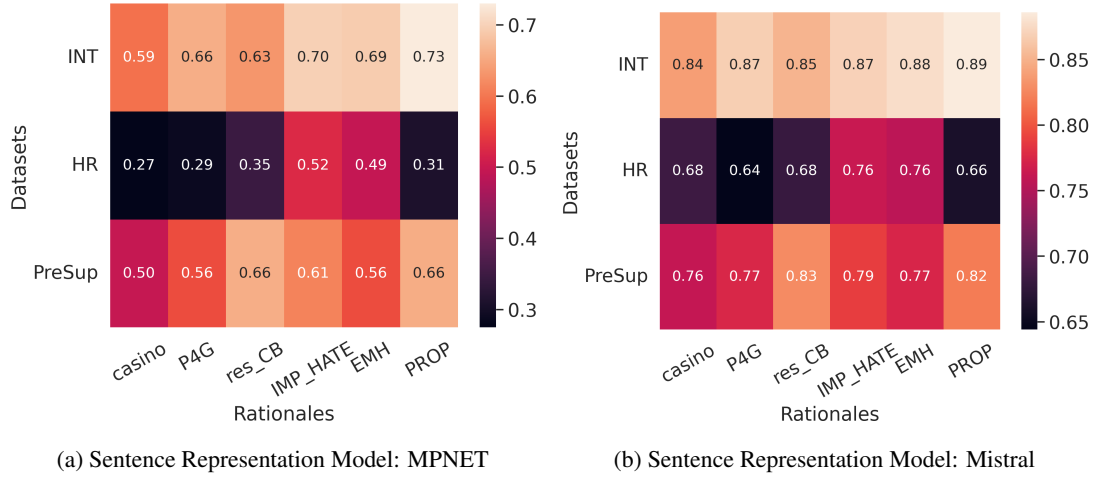 INT
0.59 0.66 0.63 0.70 0.69 0.73
HR
0.27 0.29 0.35 0.52 0.49 0.31
PreSup
0.50 0.56 0.66 0.61 0.56 0.66
casino P4G res_CB IMP_HATE EMH PROP
Rationales
Datasets
0.7
0.6
0.5
0.4
0.3
(a) Sentence Representation Model: MPNET
INT
0.84 0.87 0.85 0.87 0.88 0.89
HR
0.68 0.64 0.68 0.76 0.76 0.66
PreSup
0.76 0.77 0.83 0.79 0.77 0.82
casino P4G res_CB IMP_HATE EMH PROP
Rationales
Datasets
0.85
0.80
0.75
0.70
0.65
(b) Sentence Representation Model: Mistral